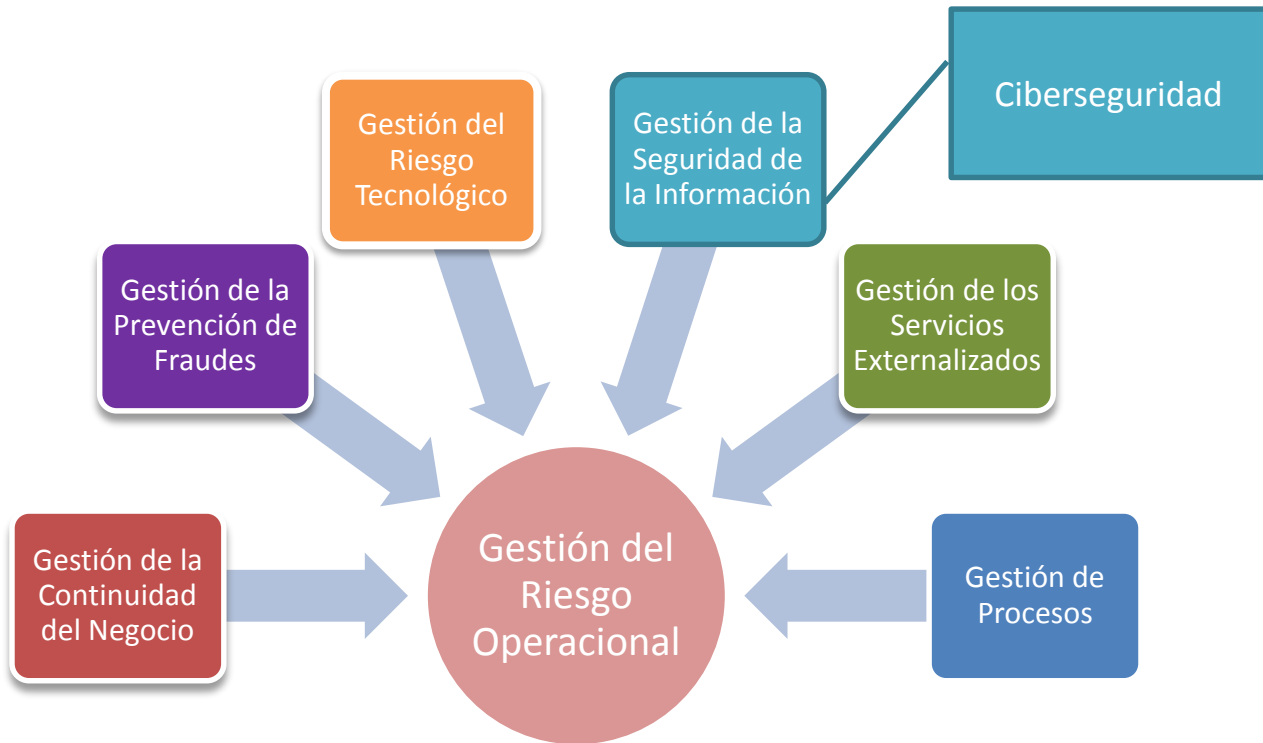 Ciberseguridad
Gestión del
Riesgo
Tecnológico
Gestión de la
Seguridad de
la Información
Gestión de la
Prevención de
Fraudes
Gestión de los
Servicios
Externalizados
Gestión de la
Continuidad
del Negocio
Gestión del
Riesgo
Operacional
Gestión de
Procesos